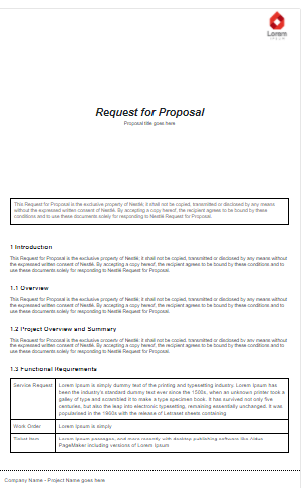 Lorem
Request for Proposal
Proposal title goes here
This Request for Proposal is the exclusive property of Nestlé; it shall not be copied, transmitted or disclosed by any means
without the expressed written consent of Nestlé. By accepting a copy hereof, the recipient agrees to be bound by these
conditions and to use these documents solely for responding to Nestlé Request for Proposal.
1 Introduction
This Request for Proposal is the exclusive property of Nestlé; it shall not be copied, transmitted or disclosed by any means without
the expressed written consent of Nestlé. By accepting a copy hereof, the recipient agrees to be bound by these conditions and to
use these documents solely for responding to Nestlé Request for Proposal.
1.1 Overview
This Request for Proposal is the exclusive property of Nestlé; it shall not be copied, transmitted or disclosed by any means without
the expressed written consent of Nestlé. By accepting a copy hereof, the recipient agrees to be bound by these conditions and to
use these documents solely for responding to Nestlé Request for Proposal.
1.2 Project Overview and Summary
This Request for Proposal is the exclusive property of Nestlé; it shall not be copied, transmitted or disclosed by any means without
the expressed written consent of Nestlé. By accepting a copy hereof, the recipient agrees to be bound by these conditions and to
use these documents solely for responding to Nestlé Request for Proposal.
1.3 Functional Requirements
Service Request Lorem Ipsum is simply dummy text of the printing and typesetting industry. Lorem Ipsum has
been the industry's standard dummy text ever since the 1500s, when an unknown printer took a
galley of type and scrambled it to make a type specimen book. It has survived not only five
centuries, but also the leap into electronic typesetting, remaining essentially unchanged. It was
popularised in the 1960s with the release of Letraset sheets containing
Work Order Lorem Ipsum is simply
Ticket Item Lorem Ipsum passages, and more recently with desktop publishing software like Aldus
PageMaker including versions of Lorem Ipsum
Company Name - Project Name goes here